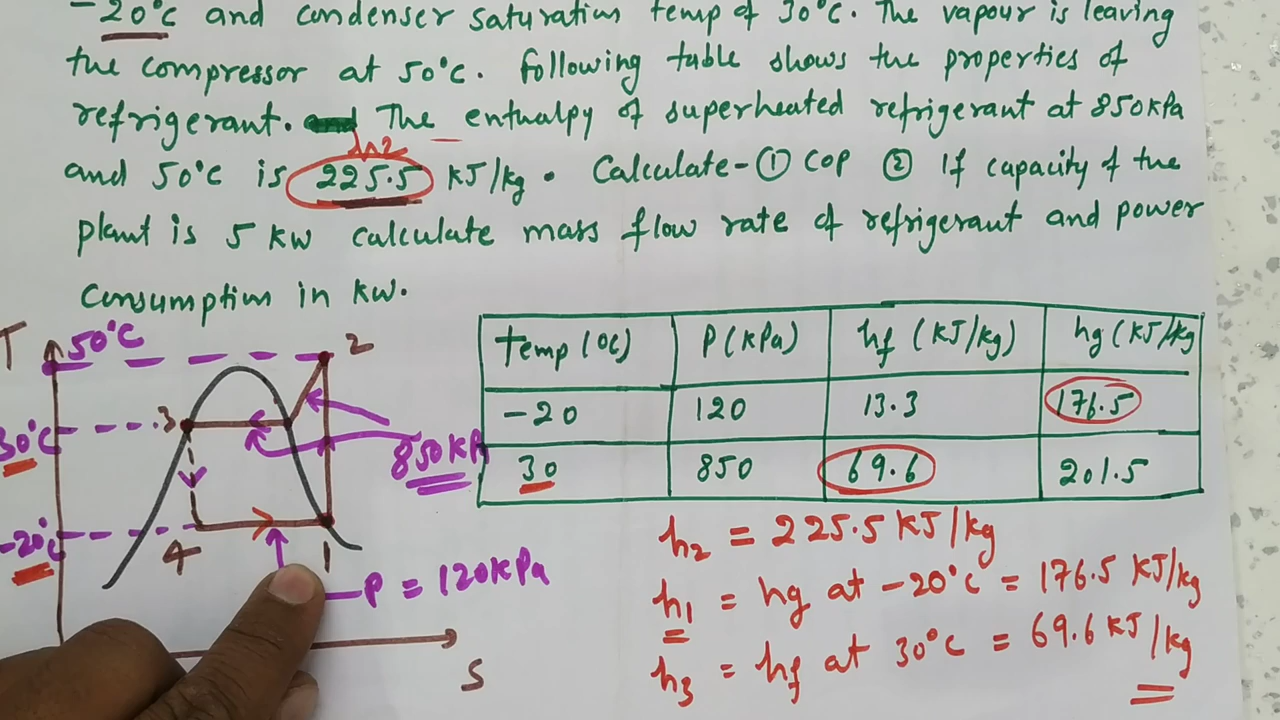 -20°C and condenser saturation temp of 30°C. The vapour is leaving
the compressor at 50°C. Following table shows the properties of
refrigerant. The enthalpy of superheated refrigerant at 850kPa
h2
and 50°C is 225.5 KJ/kg. Calculate - ① COP ② If capacity of the
plant is 5 kW calculate mass flow rate of refrigerant and power
Consumption in kW.
T
50°C
2
3
30°C
850KP
-20°C
4
1
P = 120KPa
S
temp (°C) P(KPa) hf (KJ/kg) hg (KJ/kg
-20 120 13.3 176.5
30 850 69.6 201.5
h2 = 225.5 KJ/kg
h1 = hg at -20°C = 176.5 KJ/kg
h3 = hf at 30°C = 69.6 KJ/kg